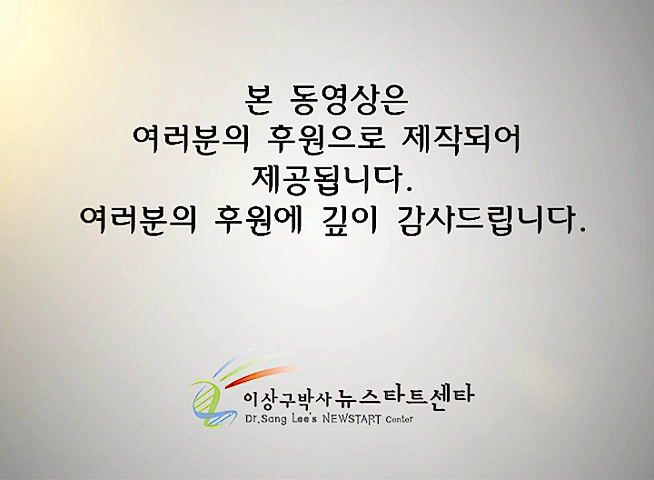 본 동영상은
여러분의 후원으로 제작되어
제공됩니다.
여러분의 후원에 깊이 감사드립니다.
이상구박사 뉴스타트센타
Dr.Sang Lee's NEWSTART Center